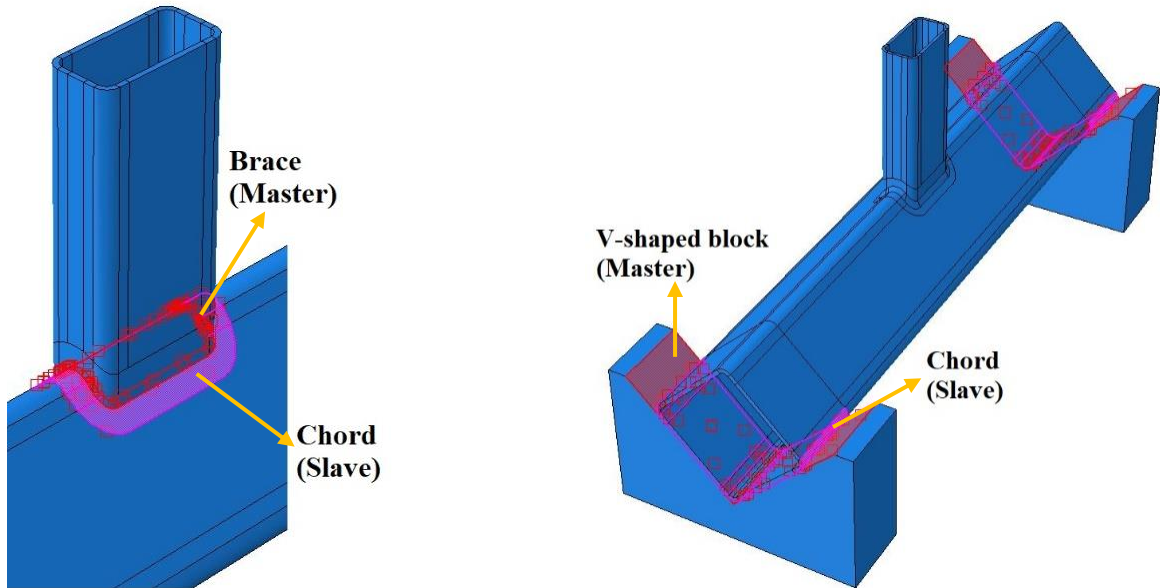 Brace
(Master)
Chord
(Slave)
V-shaped block
(Master)
Chord
(Slave)